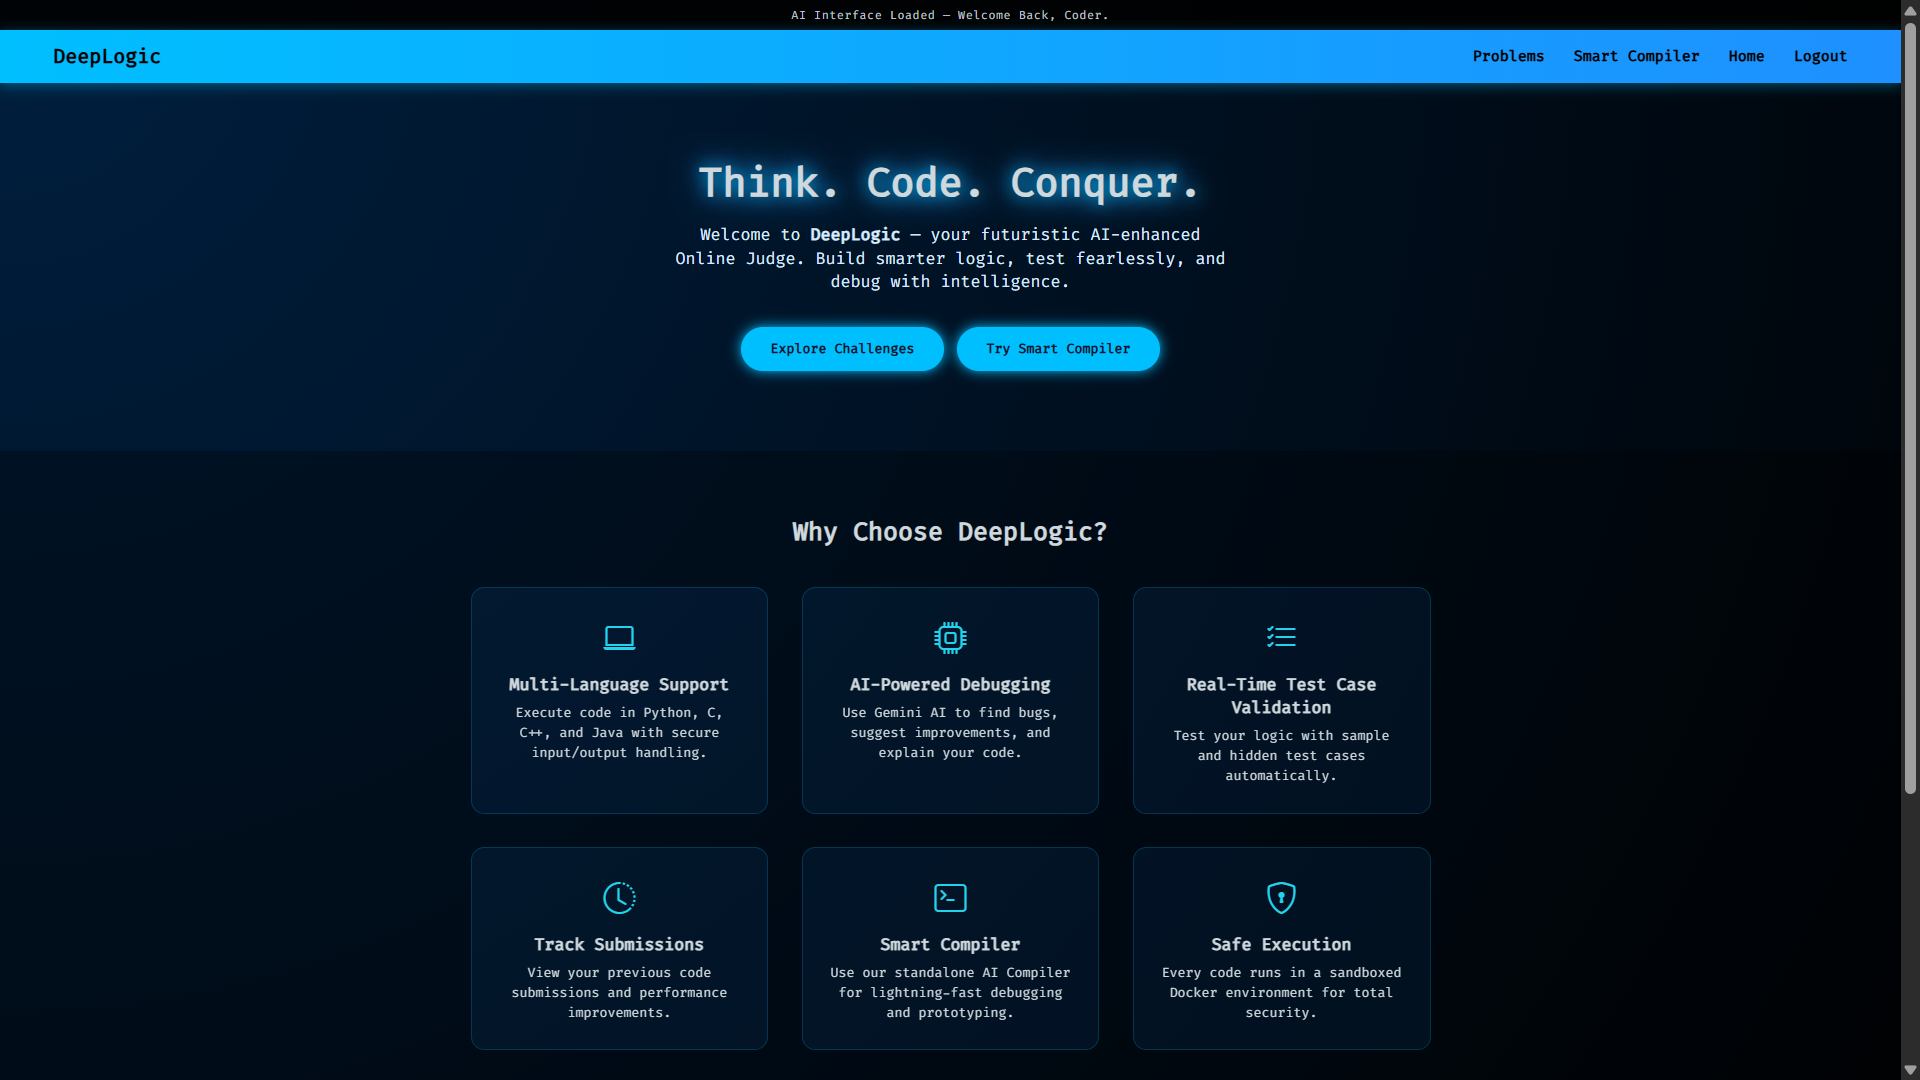 AI Interface Loaded — Welcome Back, Coder.
DeepLogic
Problems
Smart Compiler
Home
Logout
Think. Code. Conquer.
Welcome to DeepLogic — your futuristic AI-enhanced
Online Judge. Build smarter logic, test fearlessly, and
debug with intelligence.
Explore Challenges
Try Smart Compiler
Why Choose DeepLogic?
Multi-Language Support
Execute code in Python, C,
C++, and Java with secure
input/output handling.
AI-Powered Debugging
Use Gemini AI to find bugs,
suggest improvements, and
explain your code.
Real-Time Test Case
Validation
Test your logic with sample
and hidden test cases
automatically.
Track Submissions
View your previous code
submissions and performance
improvements.
Smart Compiler
Use our standalone AI Compiler
for lightning-fast debugging
and prototyping.
Safe Execution
Every code runs in a sandboxed
Docker environment for total
security.